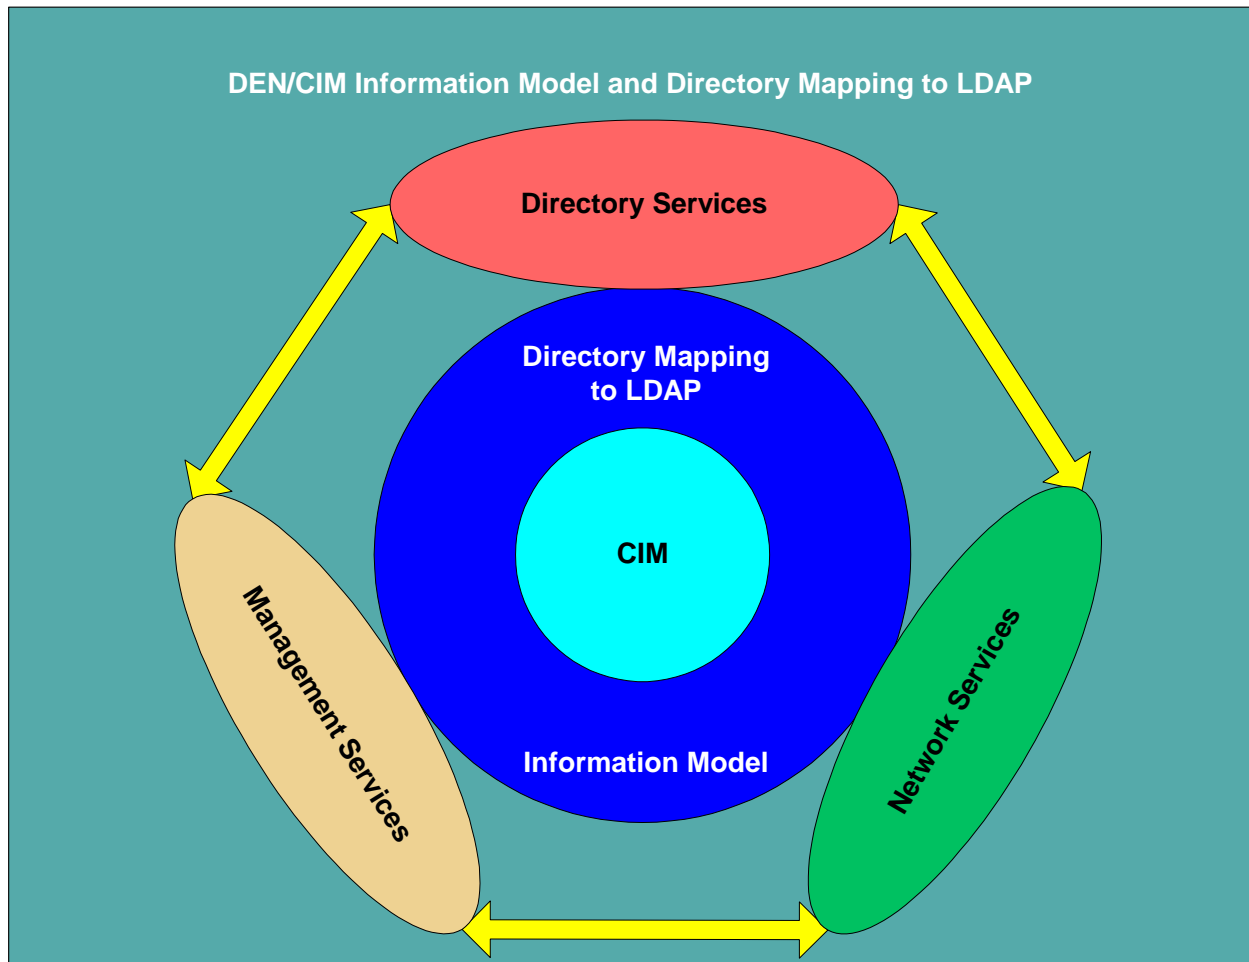 DEN/CIM Information Model and Directory Mapping to LDAP
Directory Services
Directory Mapping
to LDAP
CIM
Management Services
Network Services
Information Model